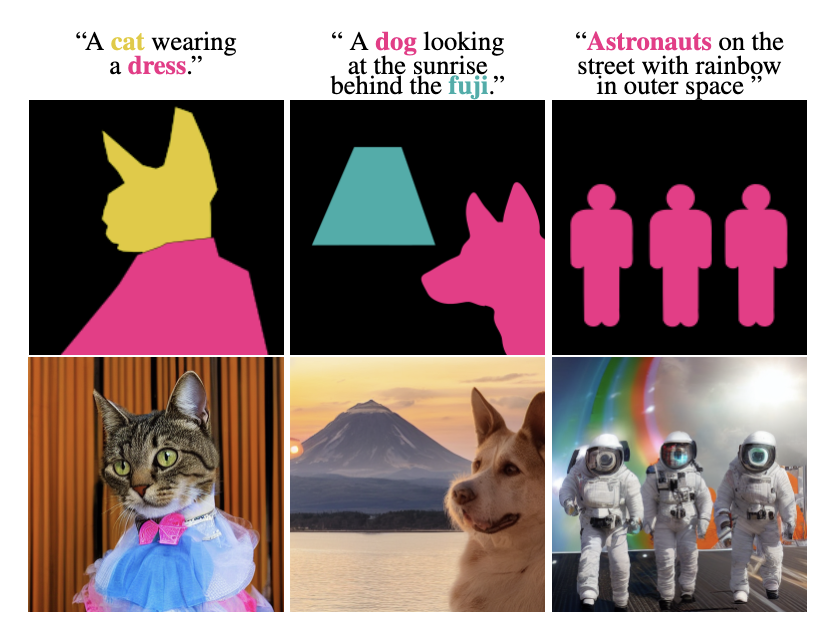 “A cat wearing
a dress.”
“ A dog looking
at the sunrise
behind the fuji.”
“Astronauts on the
street with rainbow
in outer space ”